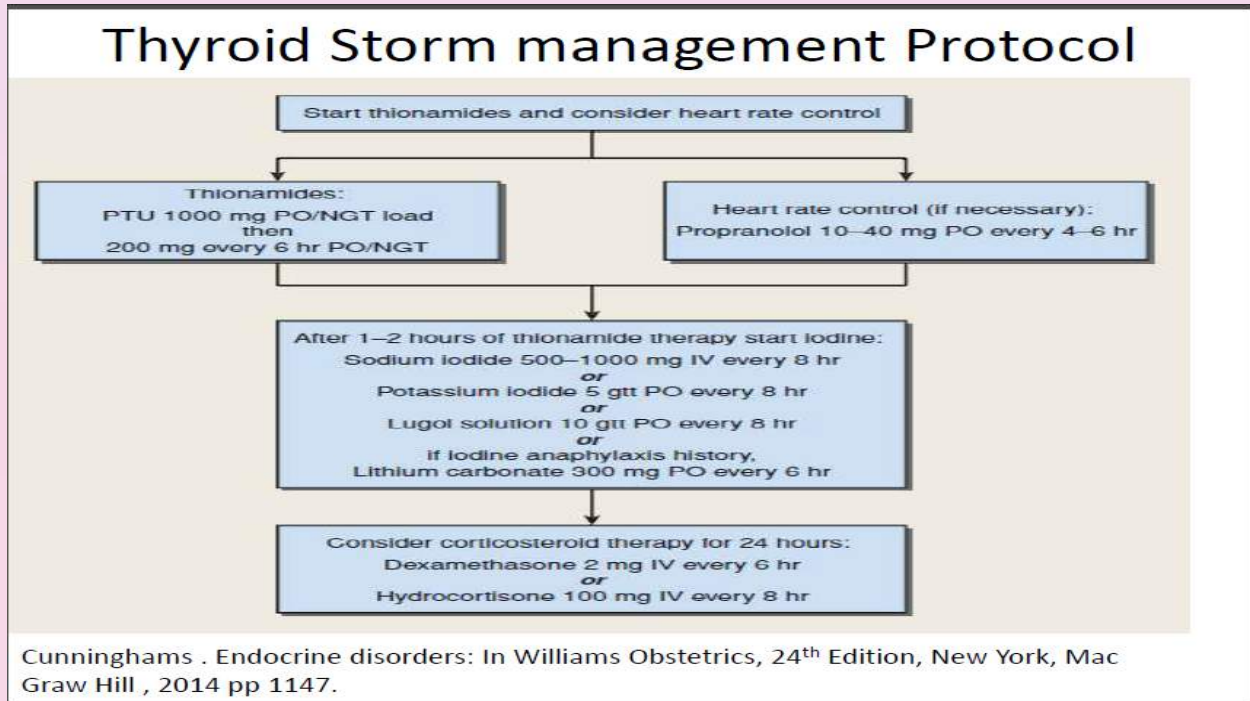 Thyroid Storm management Protocol
Start thionamides and consider heart rate control
Thionamides:
PTU 1000 mg PO/NGT load
then
200 mg every 6 hr PO/NGT
Heart rate control (if necessary):
Propranolol 10–40 mg PO every 4–6 hr
After 1–2 hours of thionamide therapy start iodine:
Sodium iodide 500–1000 mg IV every 8 hr
or
Potassium iodide 5 gtt PO every 8 hr
or
Lugol solution 10 gtt PO every 8 hr
or
if iodine anaphylaxis history,
Lithium carbonate 300 mg PO every 6 hr
Consider corticosteroid therapy for 24 hours:
Dexamethasone 2 mg IV every 6 hr
or
Hydrocortisone 100 mg IV every 8 hr
Cunninghams . Endocrine disorders: In Williams Obstetrics, 24th Edition, New York, Mac
Graw Hill , 2014 pp 1147.